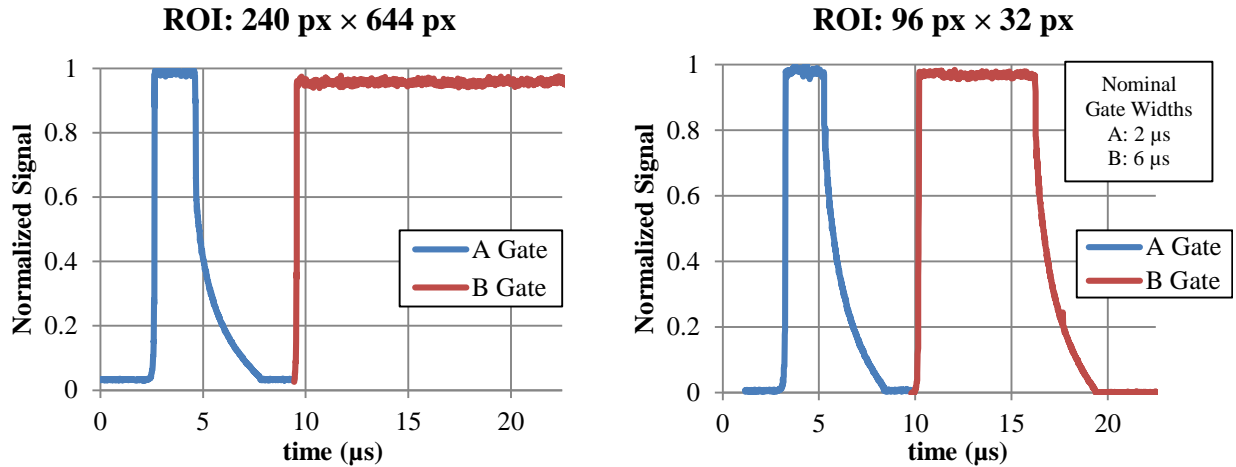 ROI: 240 px × 644 px
Normalized Signal
1
0.8
0.6
0.4
0.2
0
0
5
10
15
20
time (µs)
A Gate
B Gate
ROI: 96 px × 32 px
Normalized Signal
1
0.8
0.6
0.4
0.2
0
0
5
10
15
20
time (µs)
Nominal
Gate Widths
A: 2 µs
B: 6 µs
A Gate
B Gate